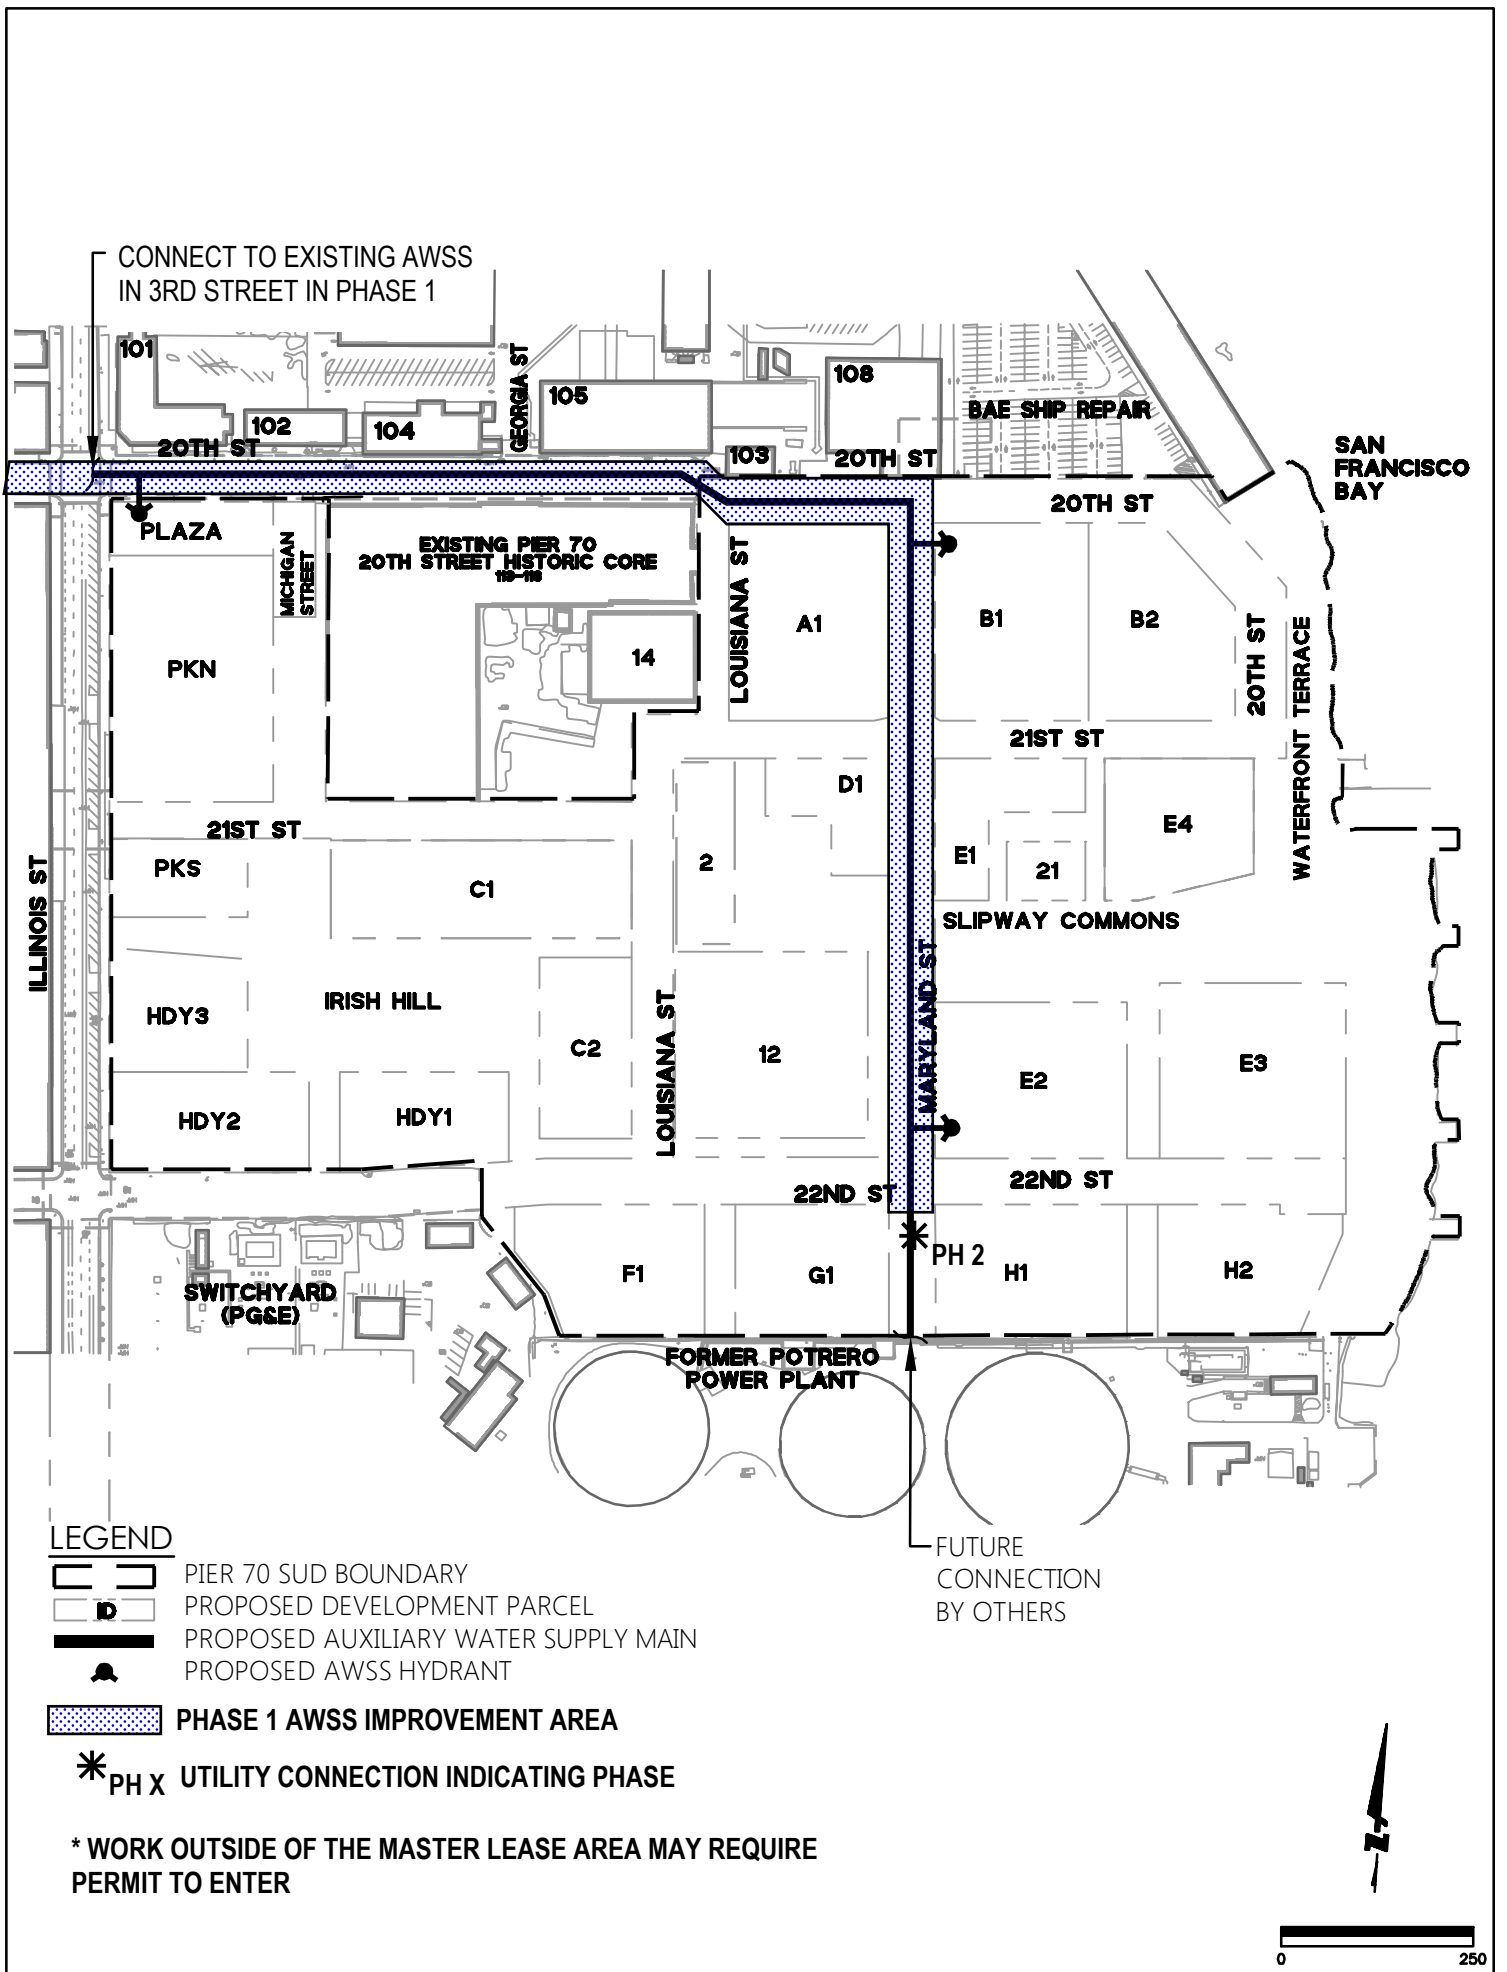 CONNECT TO EXISTING AWSS
IN 3RD STREET IN PHASE 1
101
102
104
GEORGIA ST
105
103
108
BAE SHIP REPAIR
20TH ST
20TH ST
20TH ST
SAN
FRANCISCO
BAY
PLAZA
MICHIGAN
STREET
EXISTING PIER 70
20TH STREET HISTORIC CORE
113-116
LOUISIANA ST
A1
B1
B2
20TH ST
WATERFRONT TERRACE
PKN
14
21ST ST
D1
21ST ST
PKS
C1
2
E1
21
E4
ILLINOIS ST
SLIPWAY COMMONS
MARYLAND ST
HDY3
IRISH HILL
LOUISIANA ST
C2
12
E2
E3
HDY2
HDY1
22ND ST
22ND ST
PH 2
F1
G1
H1
H2
SWITCHYARD
(PG&E)
FORMER POTRERO
POWER PLANT
FUTURE
CONNECTION
BY OTHERS
LEGEND
PIER 70 SUD BOUNDARY
ID
PROPOSED DEVELOPMENT PARCEL
PROPOSED AUXILIARY WATER SUPPLY MAIN
PROPOSED AWSS HYDRANT
PHASE 1 AWSS IMPROVEMENT AREA
PH X UTILITY CONNECTION INDICATING PHASE
* WORK OUTSIDE OF THE MASTER LEASE AREA MAY REQUIRE
PERMIT TO ENTER
0 250